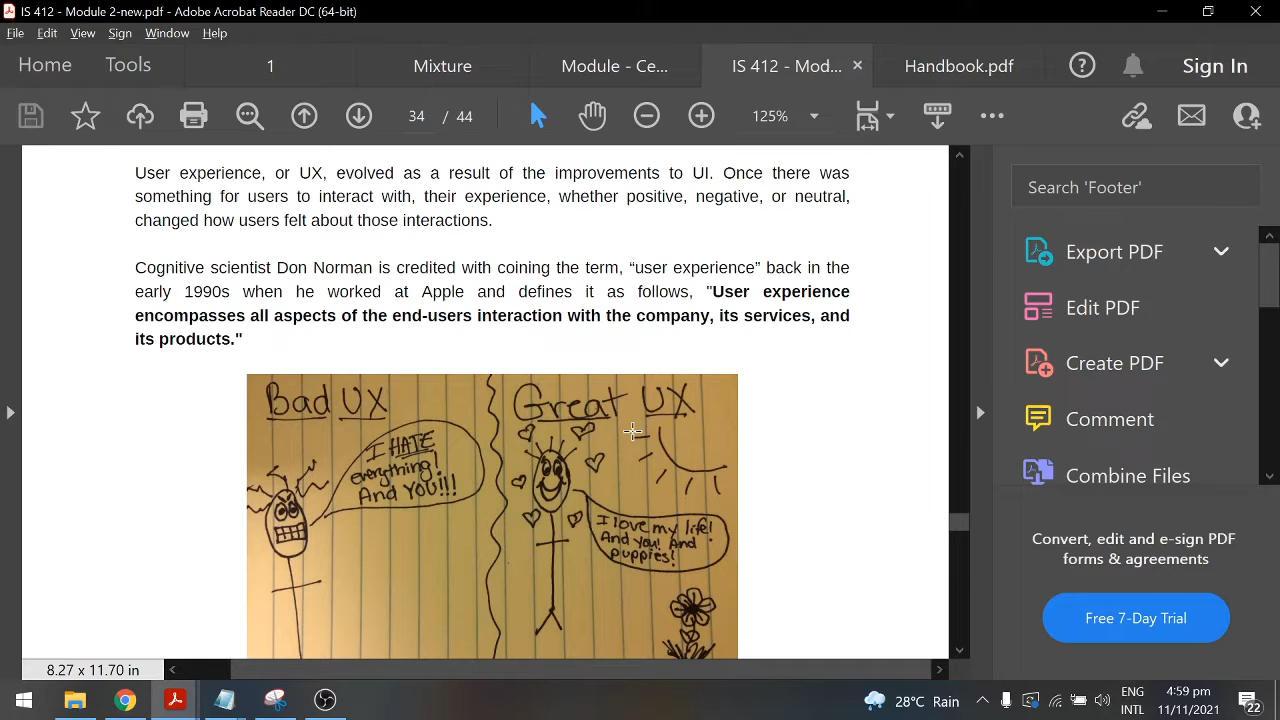 IS 412 - Module 2-new.pdf - Adobe Acrobat Reader DC (64-bit)
File Edit View Sign Window Help
Home Tools 1 Mixture Module - Ce... IS 412 - Mod... Handbook.pdf Sign In
34 / 44 125%
User experience, or UX, evolved as a result of the improvements to UI. Once there was
something for users to interact with, their experience, whether positive, negative, or neutral,
changed how users felt about those interactions.
Cognitive scientist Don Norman is credited with coining the term, “user experience” back in the
early 1990s when he worked at Apple and defines it as follows, "User experience
encompasses all aspects of the end-users interaction with the company, its services, and
its products."
Bad UX
I HATE
everything!
And YOU!!!
Great UX
I love my life!
And you! And
puppies!
8.27 x 11.70 in
Search 'Footer'
Export PDF
Edit PDF
Create PDF
Comment
Combine Files
Convert, edit and e-sign PDF
forms & agreements
Free 7-Day Trial
28°C Rain
ENG
INTL
4:59 pm
11/11/2021
22